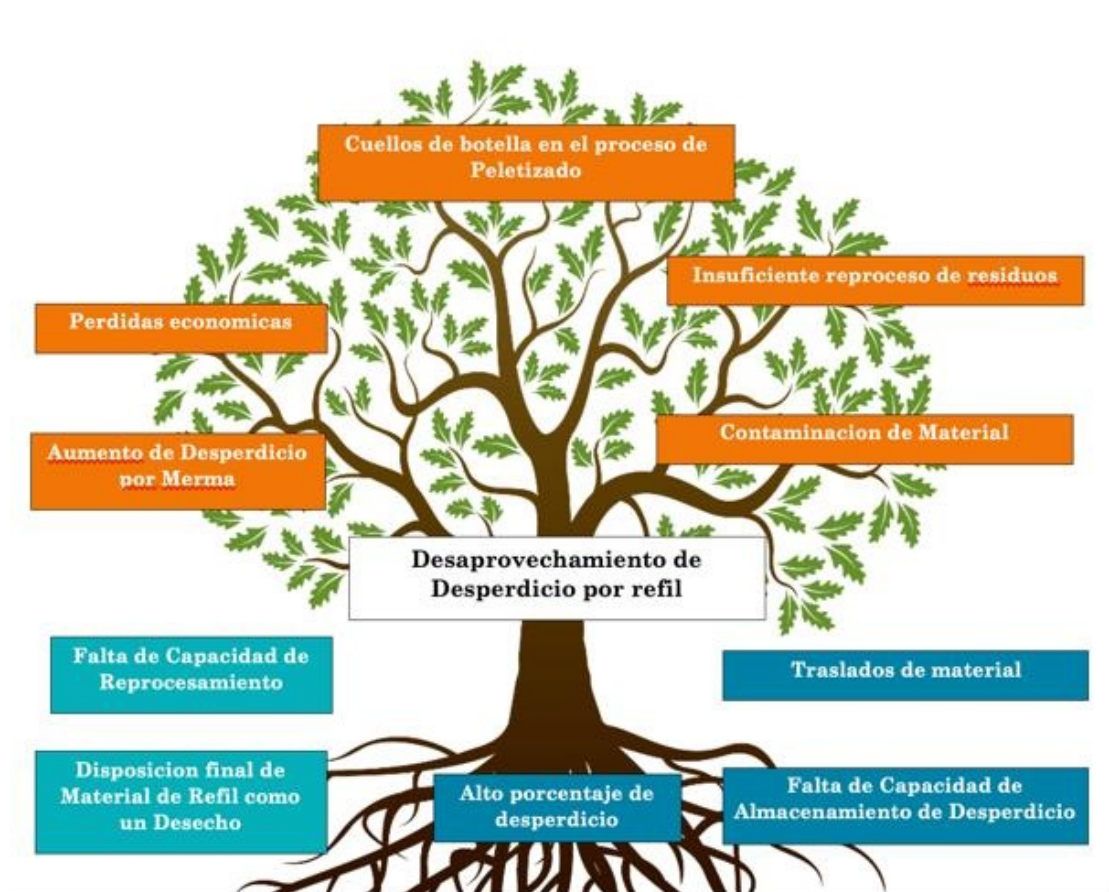 Cuellos de botella en el proceso de
Peletizado
Insuficiente reproceso de residuos
Perdidas economicas
Contaminacion de Material
Aumento de Desperdicio
por Merma
Desaprovechamiento de
Desperdicio por refil
Falta de Capacidad de
Reprocesamiento
Traslados de material
Disposicion final de
Material de Refil como
un Desecho
Alto porcentaje de
desperdicio
Falta de Capacidad de
Almacenamiento de Desperdicio